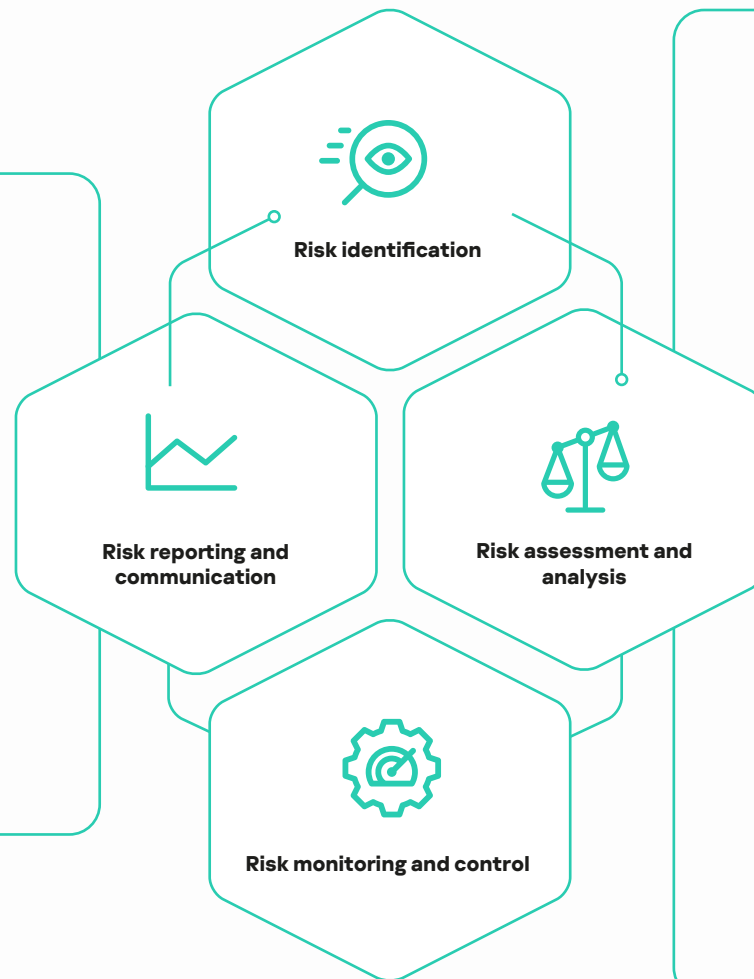 Risk identification
Risk reporting and
communication
Risk assessment and
analysis
Risk monitoring and control